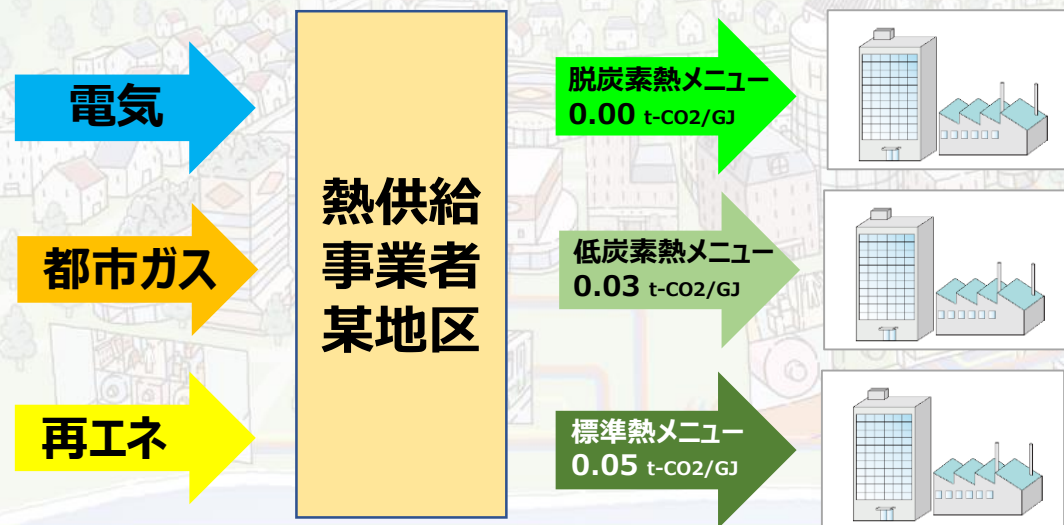 電気
都市ガス
再エネ
熱供給
事業者
某地区
脱炭素熱メニュー
0.00 t-CO2/GJ
低炭素熱メニュー
0.03 t-CO2/GJ
標準熱メニュー
0.05 t-CO2/GJ